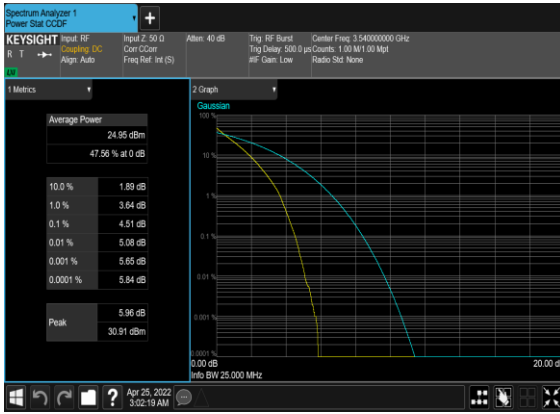 Spectrum Analyzer 1
Power Stat CCDF
KEYSIGHT
R T
Input: RF
Coupling: DC
Align: Auto
Input Z: 50 Ω
Corr CCorr
Freq Ref: Int (S)
Atten: 40 dB
Trig: RF Burst
Trig Delay: 500.0 µs
#IF Gain: Low
Center Freq: 3.540000000 GHz
Counts: 1.00 M/1.00 Mpt
Radio Std: None
1 Metrics
Average Power
24.95 dBm
47.56 % at 0 dB
10.0 % 1.89 dB
1.0 % 3.64 dB
0.1 % 4.51 dB
0.01 % 5.08 dB
0.001 % 5.65 dB
0.0001 % 5.84 dB
Peak
5.96 dB
30.91 dBm
2 Graph
Gaussian
100 %
10 %
1 %
0.1 %
0.01 %
0.001 %
0.0001 %
0.00 dB
20.00 d
Info BW 25.000 MHz
Apr 25, 2022
3:02:19 AM